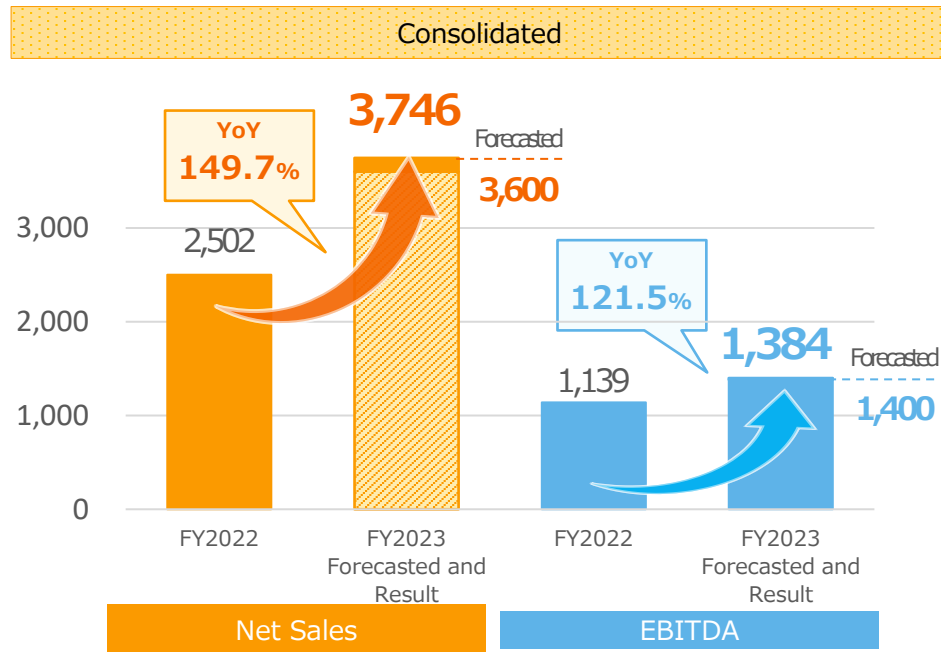 Consolidated
YoY
149.7%
3,746
Forecasted
3,600
2,502
3,000
2,000
1,000
0
YoY
121.5%
1,384
Forecasted
1,400
1,139
FY2022
FY2023
Forecasted and
Result
FY2022
FY2023
Forecasted and
Result
Net Sales
EBITDA